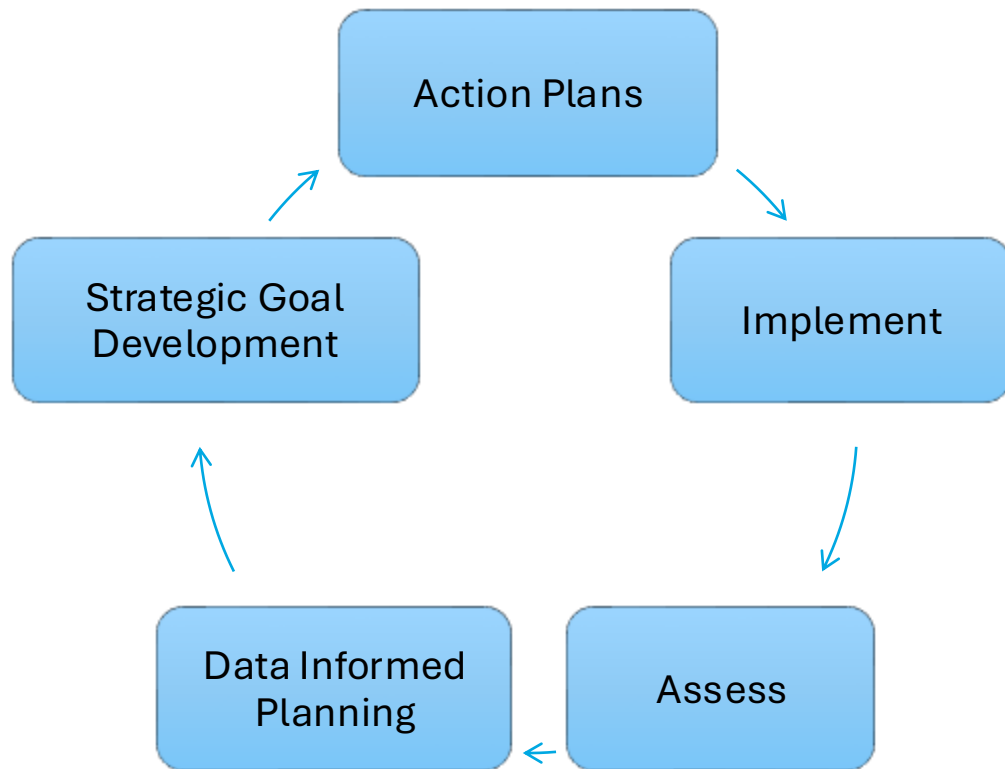 Action Plans
Strategic Goal
Development
Implement
Data Informed
Planning
Assess